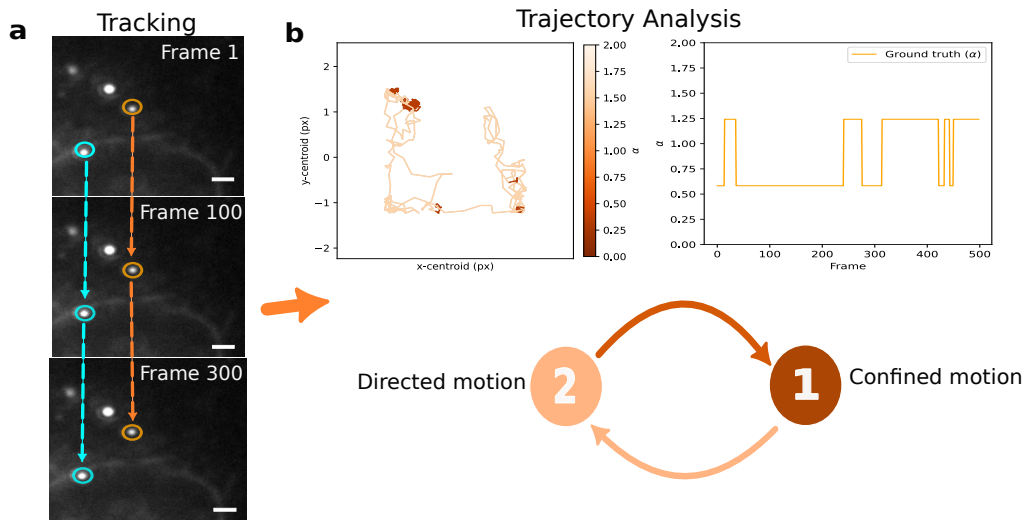 a
Tracking
Frame 1
Frame 100
Frame 300
b
Trajectory Analysis
2
1
0
−1
−2
y-centroid (px)
x-centroid (px)
2.00
1.75
1.50
1.25
1.00
0.75
0.50
0.25
0.00
α
2.00
1.75
1.50
1.25
1.00
0.75
0.50
0.25
0.00
α
Ground truth (α)
0 100 200 300 400 500
Frame
Directed motion
2
1
Confined motion